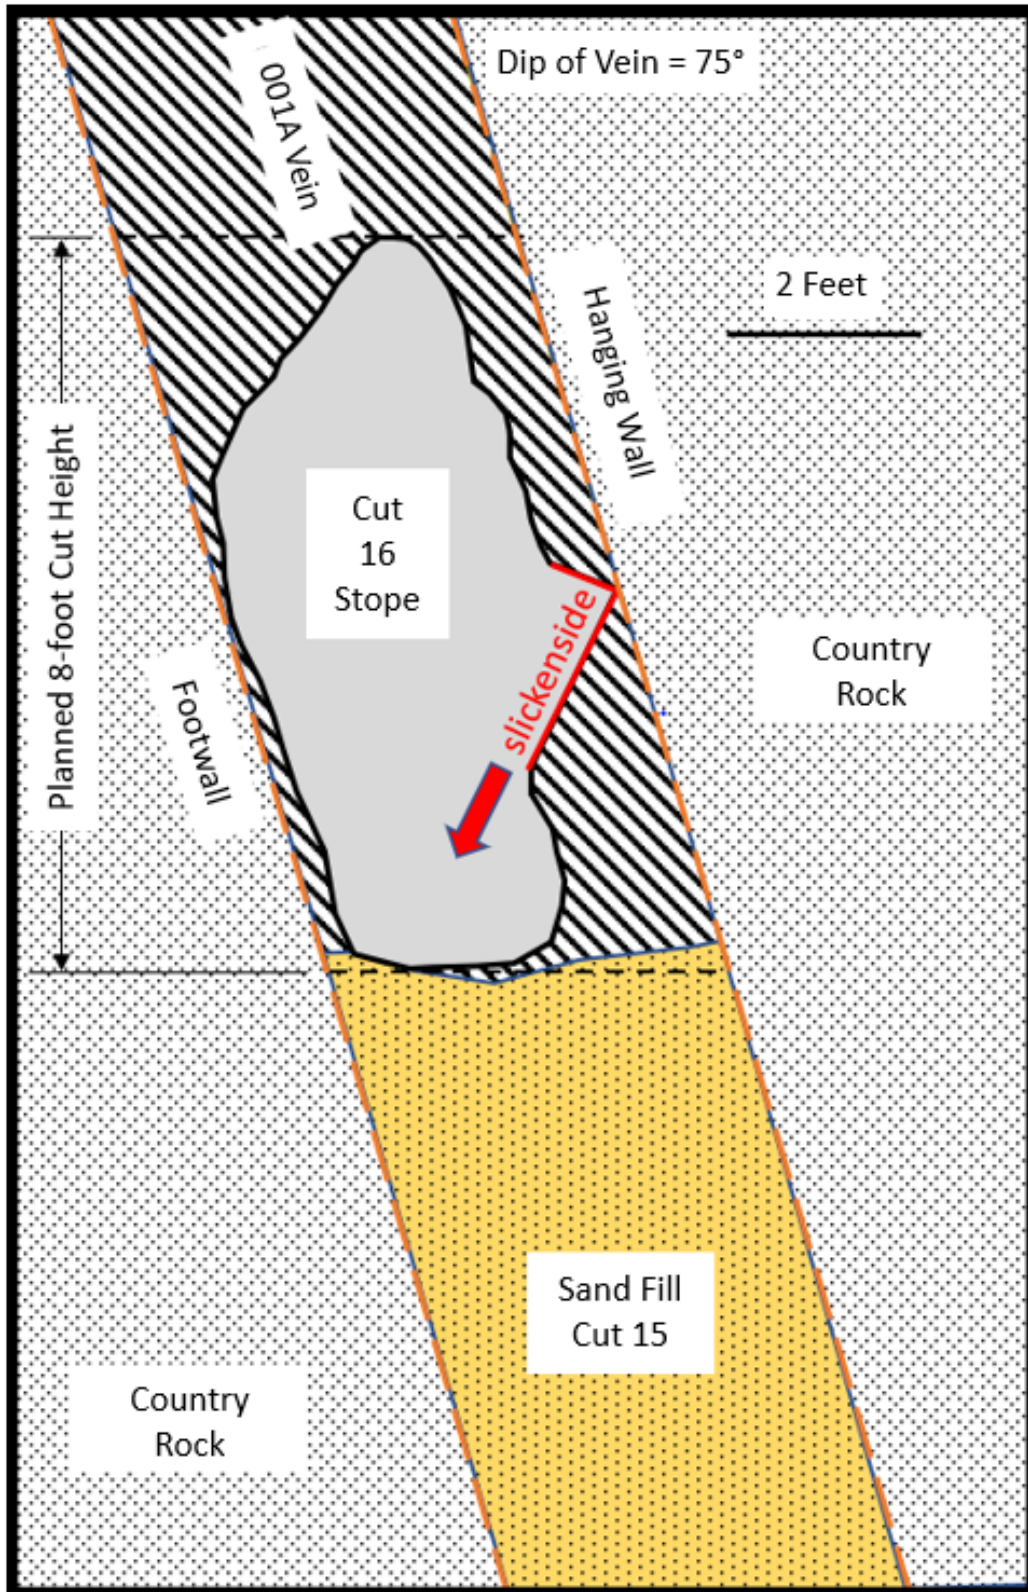 Dip of Vein = 75°
001A Vein
2 Feet
Hanging Wall
Planned 8-foot Cut Height
Cut
16
Stope
slickenside
Country
Rock
Footwall
Sand Fill
Cut 15
Country
Rock